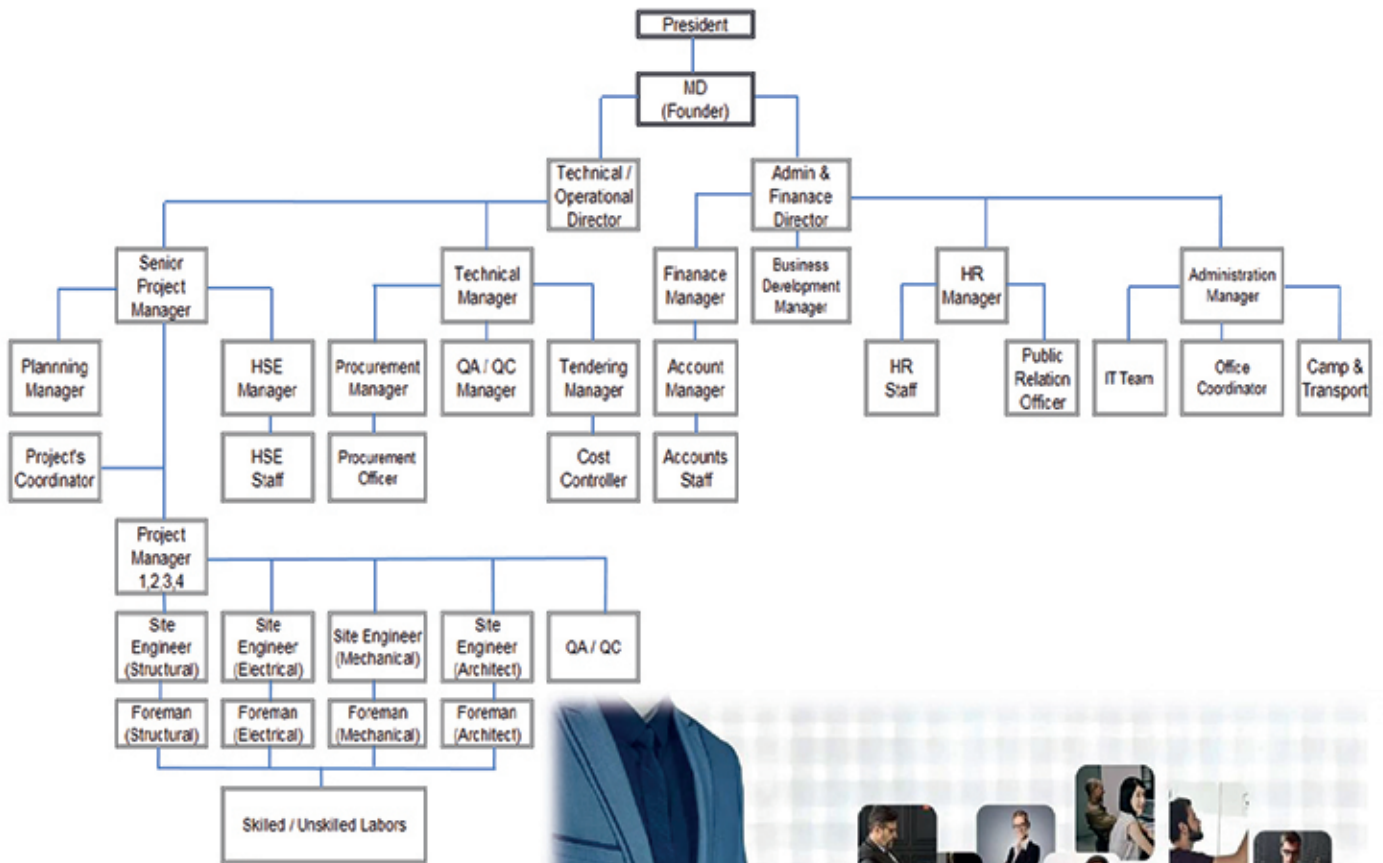 President
MD
(Founder)
Technical /
Operational
Director
Admin &
Finanace
Director
Senior
Project
Manager
Technical
Manager
Finanace
Manager
Business
Development
Manager
HR
Manager
Administration
Manager
Plannning
Manager
HSE
Manager
Procurement
Manager
QA / QC
Manager
Tendering
Manager
Account
Manager
HR
Staff
Public
Relation
Officer
IT Team
Office
Coordinator
Camp &
Transport
Project's
Coordinator
HSE
Staff
Procurement
Officer
Cost
Controller
Accounts
Staff
Project
Manager
1,2,3,4
Site
Engineer
(Structural)
Site
Engineer
(Electrical)
Site Engineer
(Mechanical)
Site
Engineer
(Architect)
QA / QC
Foreman
(Structural)
Foreman
(Electrical)
Foreman
(Mechanical)
Foreman
(Architect)
Skilled / Unskilled Labors